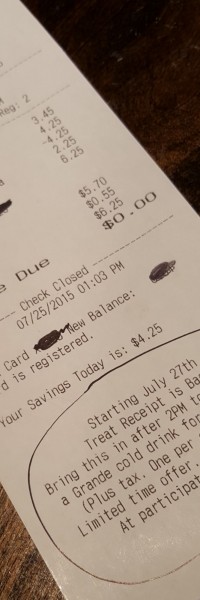 Reg: 2
3.45
4.25
-4.25
2.25
6.25
$5.70
$0.55
$6.25
$0.00
Due
Check Closed
07/25/2015 01:03 PM
Card New Balance:
d is registered.
Your Savings Today is: $4.25
Starting July 27th
Treat Receipt is Ba
Bring this in after 2PM to
a Grande cold drink for
(Plus tax. One per
Limited time offer.
At participat